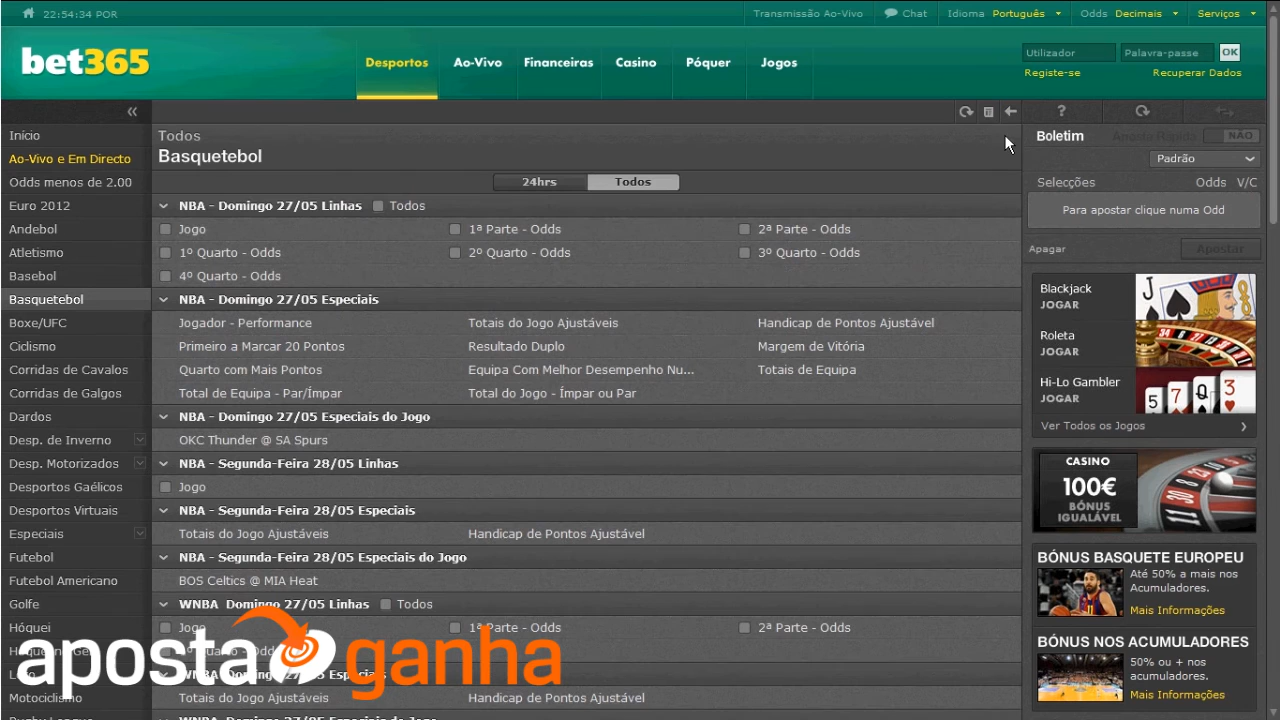 22:54:34 POR
Transmissão Ao-Vivo
Chat
Idioma Português
Odds Decimais
Serviços
bet365
Desportos
Ao-Vivo
Financeiras
Casino
Póquer
Jogos
Utilizador
Palavra-passe
OK
Registe-se
Recuperar Dados
Início
Ao-Vivo e Em Directo
Odds menos de 2.00
Euro 2012
Andebol
Atletismo
Basebol
Basquetebol
Boxe/UFC
Ciclismo
Corridas de Cavalos
Corridas de Galgos
Dardos
Desp. de Inverno
Desp. Motorizados
Desportos Gaélicos
Desportos Virtuais
Especiais
Futebol
Futebol Americano
Golfe
Hóquei
Motociclismo
Todos
Basquetebol
24hrs
Todos
NBA - Domingo 27/05 Linhas
Todos
Jogo
1ª Parte - Odds
2ª Parte - Odds
1º Quarto - Odds
2º Quarto - Odds
3º Quarto - Odds
4º Quarto - Odds
NBA - Domingo 27/05 Especiais
Jogador - Performance
Totais do Jogo Ajustáveis
Handicap de Pontos Ajustável
Primeiro a Marcar 20 Pontos
Resultado Duplo
Margem de Vitória
Quarto com Mais Pontos
Equipa Com Melhor Desempenho Nu...
Totais de Equipa
Total de Equipa - Par/Ímpar
Total do Jogo - Ímpar ou Par
NBA - Domingo 27/05 Especiais do Jogo
OKC Thunder @ SA Spurs
NBA - Segunda-Feira 28/05 Linhas
Jogo
NBA - Segunda-Feira 28/05 Especiais
Totais do Jogo Ajustáveis
Handicap de Pontos Ajustável
NBA - Segunda-Feira 28/05 Especiais do Jogo
BOS Celtics @ MIA Heat
WNBA Domingo 27/05 Linhas
Todos
Jogo
1ª Parte - Odds
2ª Parte - Odds
aposta ganha
Totais do Jogo Ajustáveis
Handicap de Pontos Ajustável
?
Boletim
Aposta Rápida
NÃO
Padrão
Selecções
Odds
V/C
Para apostar clique numa Odd
Apagar
Apostar
Blackjack
JOGAR
Roleta
JOGAR
Hi-Lo Gambler
JOGAR
Ver Todos os Jogos
CASINO
100€
BÓNUS
IGUALÁVEL
BÓNUS BASQUETE EUROPEU
Até 50% a mais nos
Acumuladores.
Mais Informações
BÓNUS NOS ACUMULADORES
50% ou + nos
acumuladores.
Mais Informações